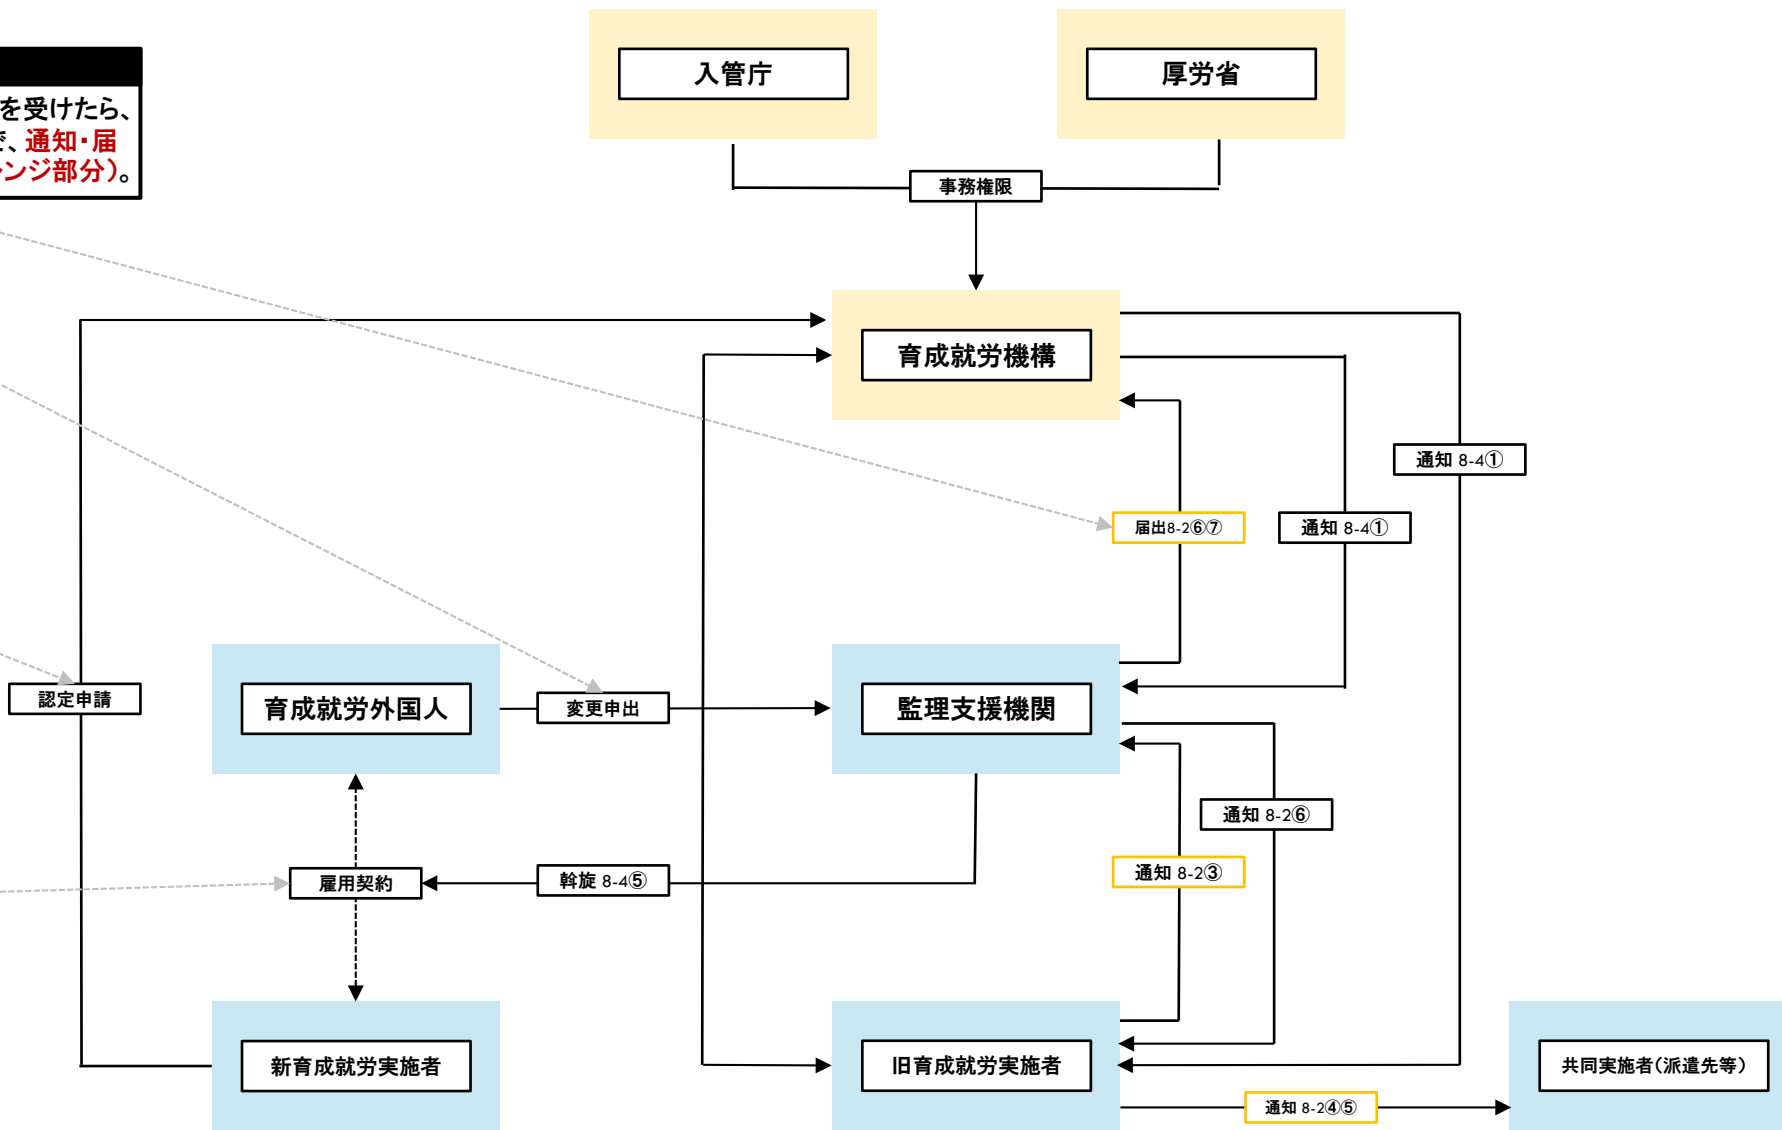 入管庁
厚労省
を受けたら、
、通知・届
ンジ部分）。
事務権限
育成就労機構
通知 8-4①
届出8-2⑥⑦
通知 8-4①
認定申請
育成就労外国人
変更申出
監理支援機関
通知 8-2⑥
雇用契約
斡旋 8-4⑤
通知 8-2③
新育成就労実施者
旧育成就労実施者
共同実施者（派遣先等）
通知 8-2④⑤